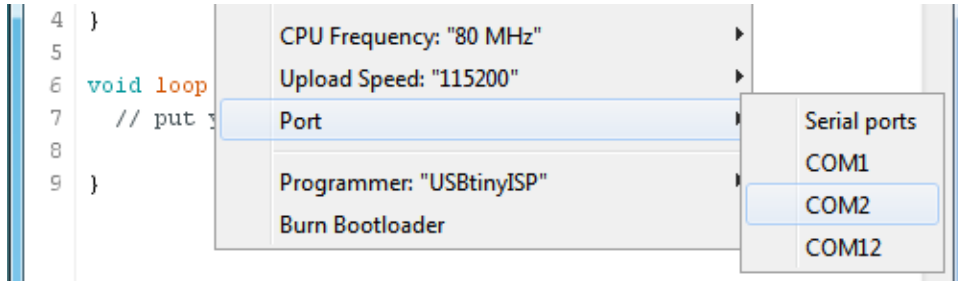 4 }
5
6 void loop
7 // put y
8
9 }
CPU Frequency: "80 MHz"
Upload Speed: "115200"
Port
Programmer: "USBtinyISP"
Burn Bootloader
Serial ports
COM1
COM2
COM12